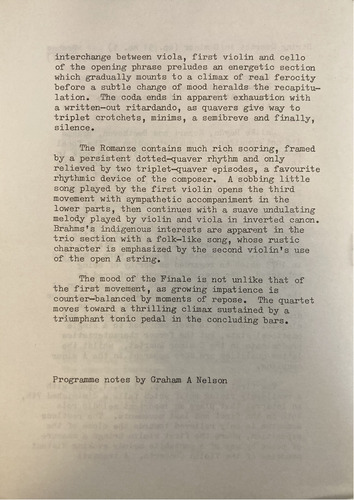 interchange between viola, first violin and cello
of the opening phrase preludes an energetic section
which gradually mounts to a climax of real ferocity
before a subtle change of mood heralds the recapitu-
lation.  The coda ends in apparent exhaustion with
a written-out ritardando, as quavers give way to
triplet crotchets, minims, a semibreve and finally,
silence.
The Romanze contains much rich scoring, framed
by a persistent dotted-quaver rhythm and only
relieved by two triplet-quaver episodes, a favourite
rhythmic device of the composer.  A sobbing little
song played by the first violin opens the third
movement with sympathetic accompaniment in the
lower parts, then continues with a suave undulating
melody played by violin and viola in inverted canon.
Brahms's indigenous interests are apparent in the
trio section with a folk-like song, whose rustic
character is emphasized by the second violin's use
of the open A string.
The mood of the Finale is not unlike that of
the first movement, as growing impatience is
counter-balanced by moments of repose.  The quartet
moves toward a thrilling climax sustained by a
triumphant tonic pedal in the concluding bars.
Programme notes by Graham A Nelson